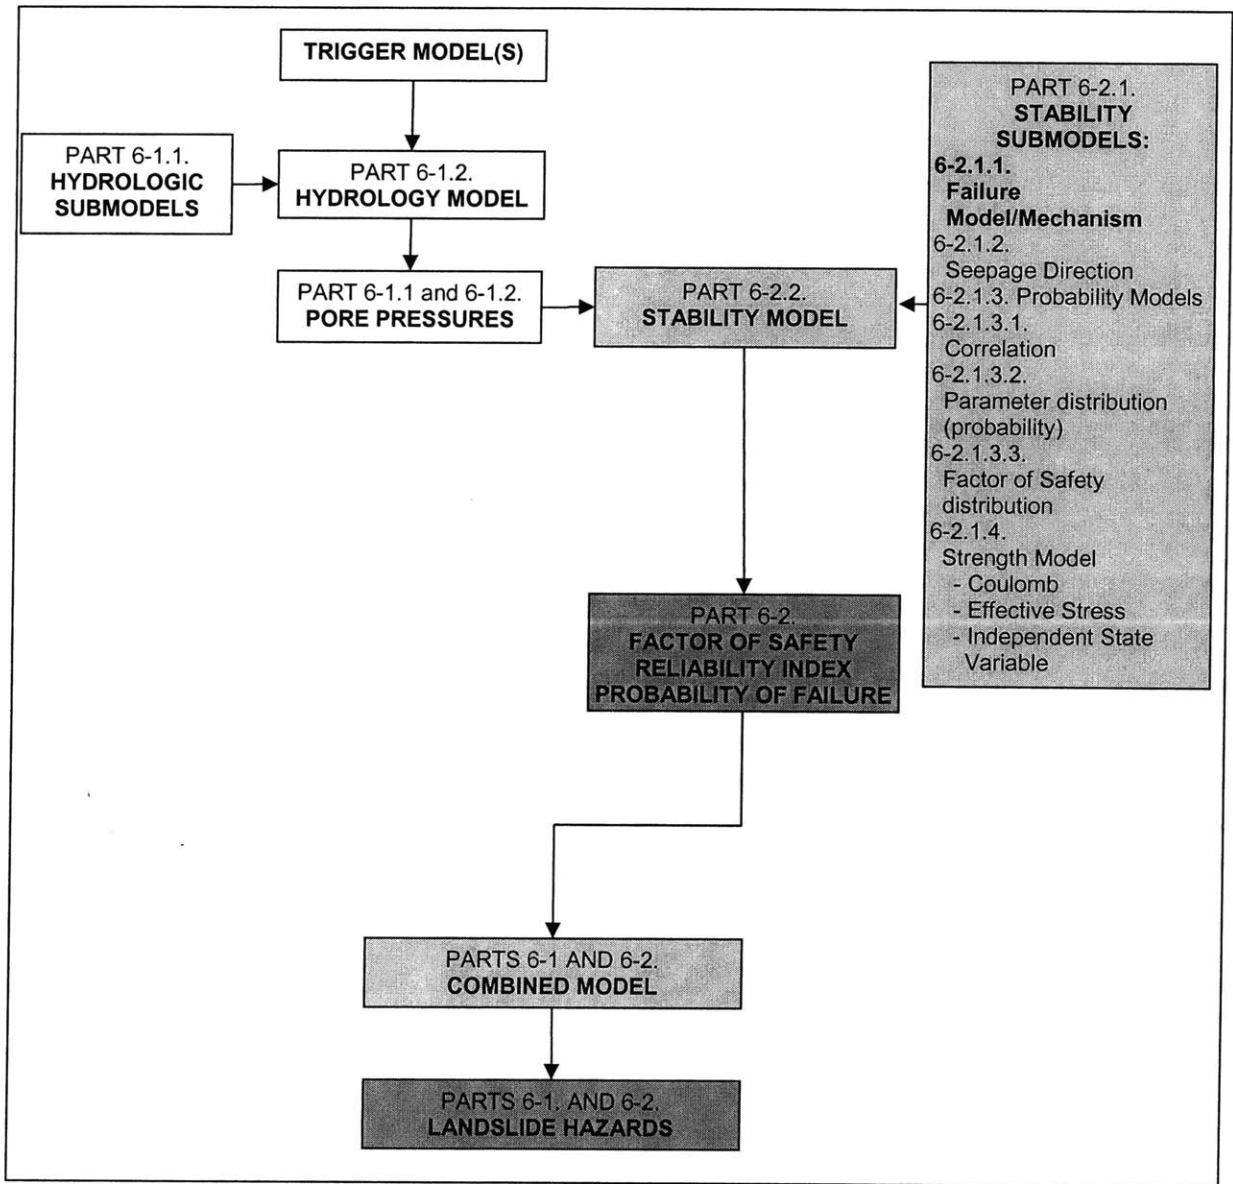 TRIGGER MODEL(S)
PART 6-1.1.
HYDROLOGIC
SUBMODELS
PART 6-1.2.
HYDROLOGY MODEL
PART 6-1.1 and 6-1.2.
PORE PRESSURES
PART 6-2.2.
STABILITY MODEL
PART 6-2.1.
STABILITY
SUBMODELS:
6-2.1.1.
Failure
Model/Mechanism
6-2.1.2.
Seepage Direction
6-2.1.3. Probability Models
6-2.1.3.1.
Correlation
6-2.1.3.2.
Parameter distribution
(probability)
6-2.1.3.3.
Factor of Safety
distribution
6-2.1.4.
Strength Model
- Coulomb
- Effective Stress
- Independent State
Variable
PART 6-2.
FACTOR OF SAFETY
RELIABILITY INDEX
PROBABILITY OF FAILURE
PARTS 6-1 AND 6-2.
COMBINED MODEL
PARTS 6-1. AND 6-2.
LANDSLIDE HAZARDS